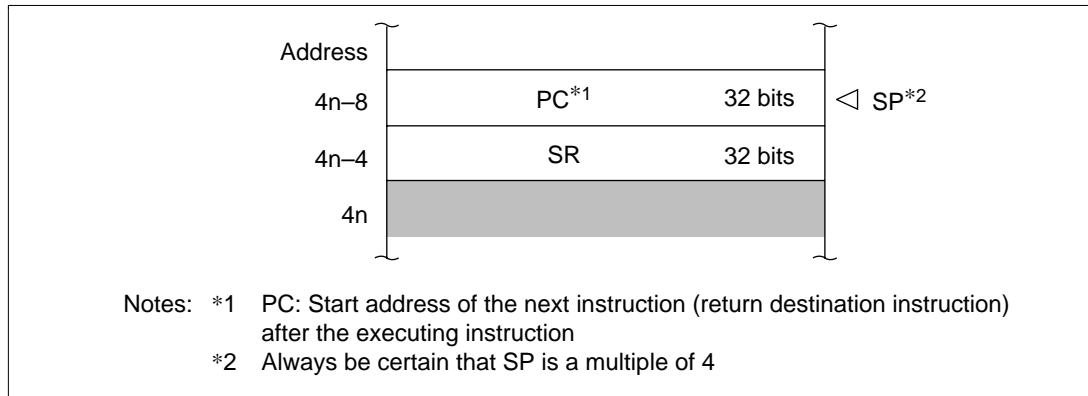 Address
4n–8 PC*1 32 bits SP*2
4n–4 SR 32 bits
4n
Notes: *1 PC: Start address of the next instruction (return destination instruction)
after the executing instruction
*2 Always be certain that SP is a multiple of 4